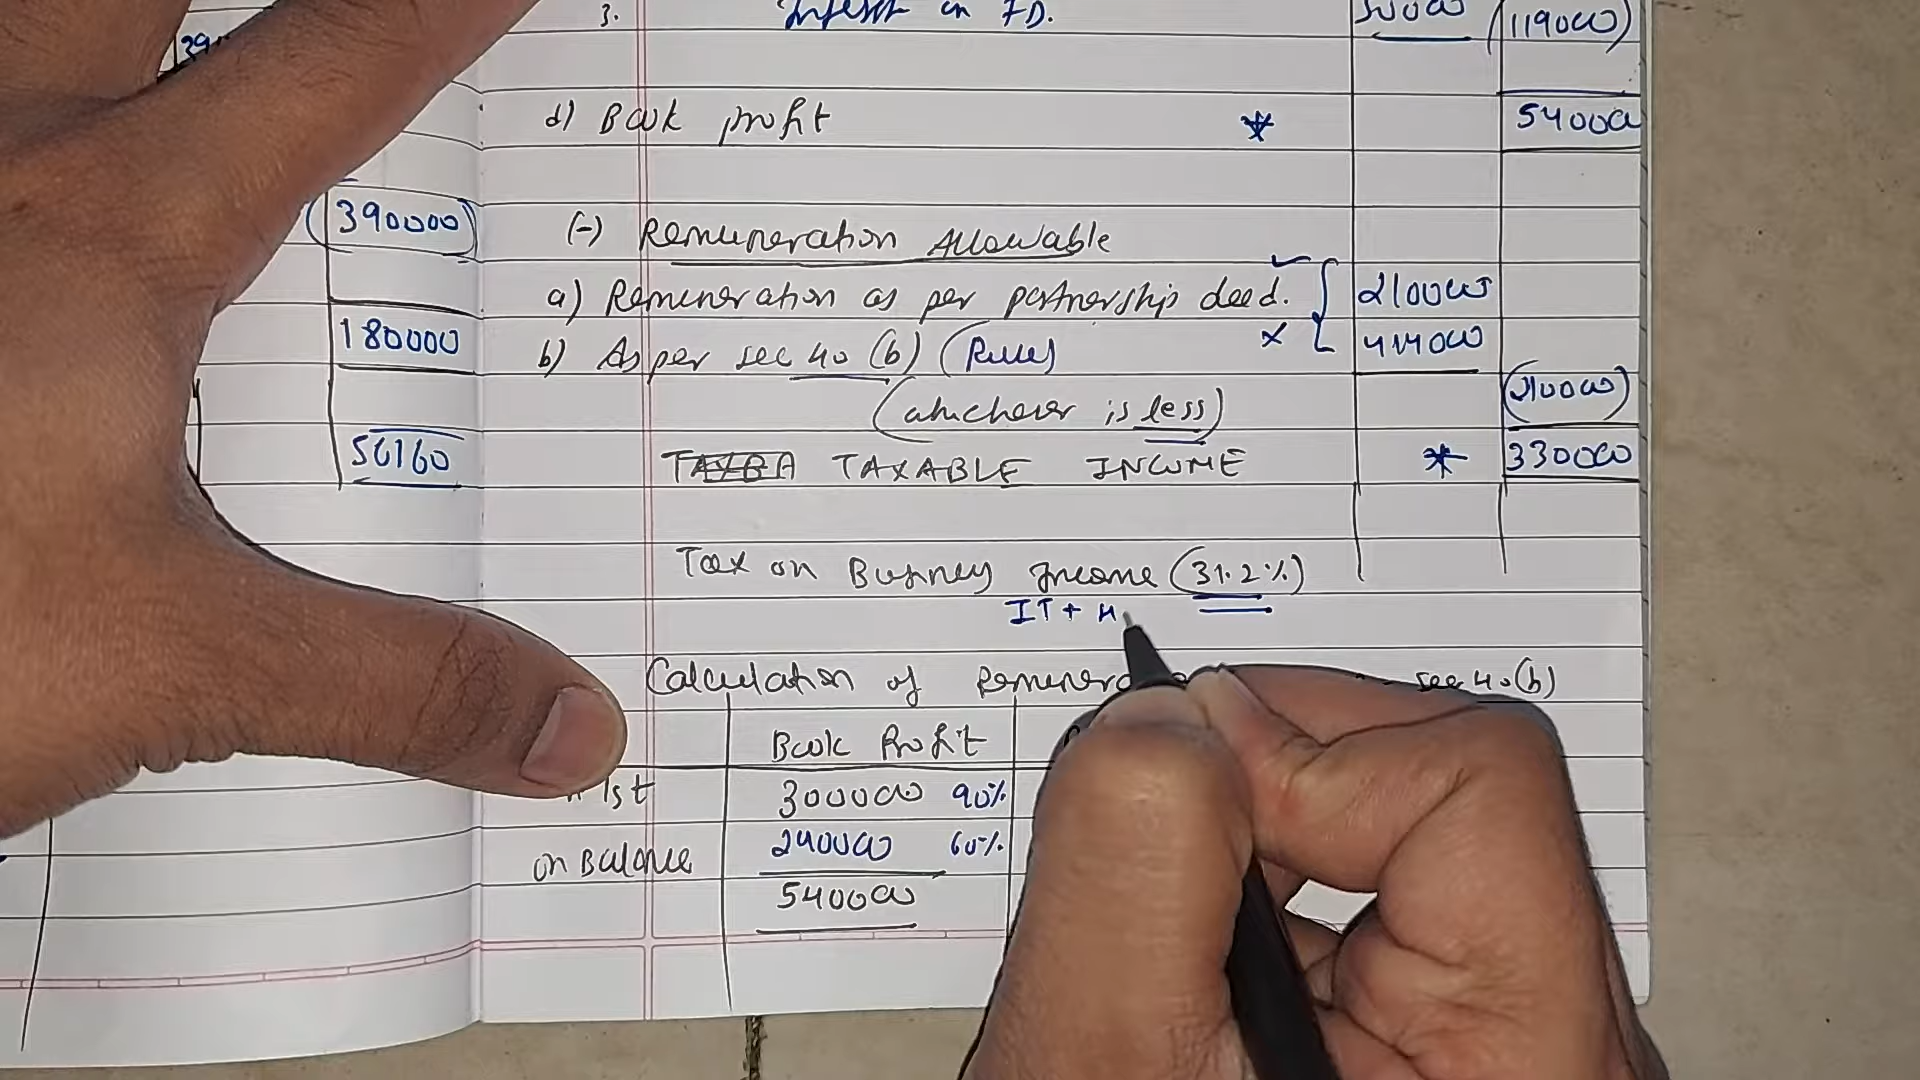 390000
180000
56160
3. Interest on FD. (119000)
d) Book profit * 540000
(-) Remuneration Allowable
a) Remuneration as per partnership deed. 210000
b) As per sec 40 (b) (Rules) × 414000
(whichever is less) (210000)
TAXABLE INCOME * 330000
Tax on Business Income (31.2%)
IT + H
Calculation of sec 40(b)
Book Profit
1st 300000 90%
on Balance 240000 60%
540000